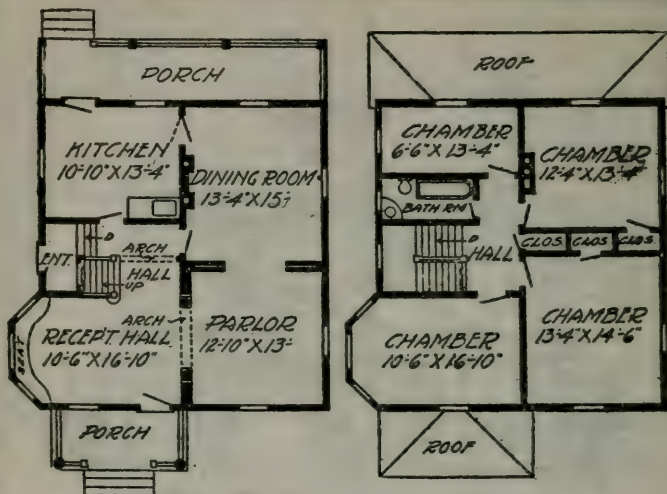 PORCH
KITCHEN
10'-10" X 13'-4"
DINING ROOM
13'-4" X 15'-
ENT.
D
ARCH
HALL
UP
ARCH
RECEPT. HALL
10'-6" X 16'-10"
SEAT
PARLOR
12'-10" X 13'-
PORCH
ROOF
CHAMBER
6'-6" X 13'-4"
CHAMBER
12'-4" X 13'-4"
BATH RM
D
HALL
CLOS.
CLOS.
CLOS.
CHAMBER
10'-6" X 16'-10"
CHAMBER
13'-4" X 14'-6"
ROOF